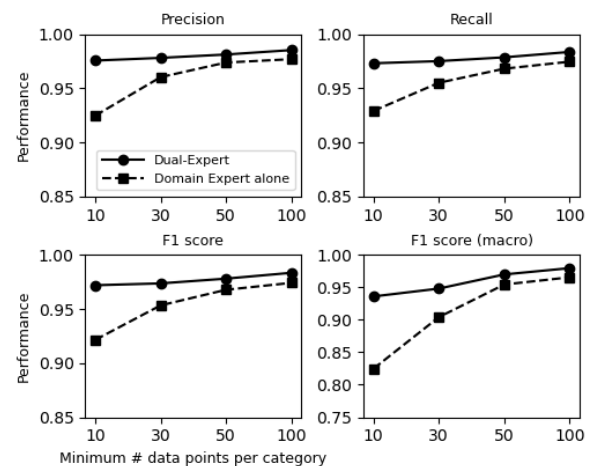 Precision
Recall
1.00
0.95
0.90
0.85
Performance
Dual-Expert
Domain Expert alone
10 30 50 100
1.00
0.95
0.90
0.85
10 30 50 100
F1 score
F1 score (macro)
1.00
0.95
0.90
0.85
Performance
10 30 50 100
1.00
0.95
0.90
0.85
0.80
0.75
10 30 50 100
Minimum # data points per category